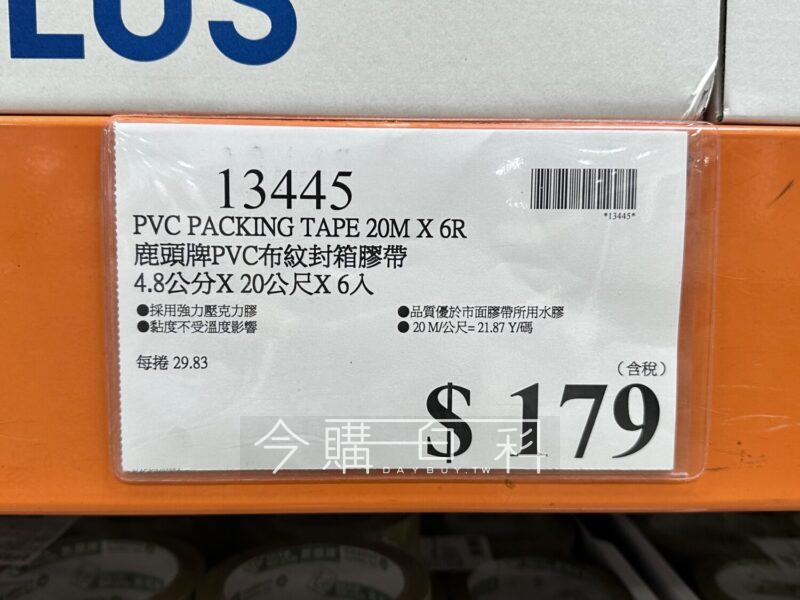 LUS
13445
*13445*
PVC PACKING TAPE 20M X 6R
鹿頭牌PVC布紋封箱膠帶
4.8公分X 20公尺X 6入
●採用強力壓克力膠
●品質優於市面膠帶所用水膠
●黏度不受溫度影響
● 20 M/公尺= 21.87 Y/碼
每捲 29.83
(含稅)
$ 179
今購百科
DAYBUY.TW